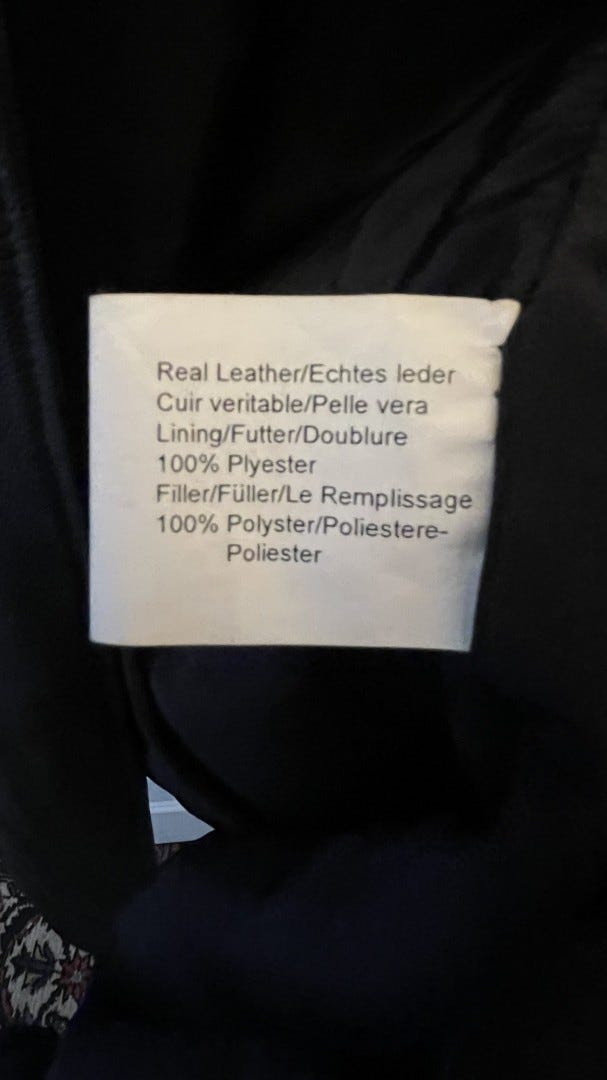 Real Leather/Echtes leder
Cuir veritable/Pelle vera
Lining/Futter/Doublure
100% Plyester
Filler/Füller/Le Remplissage
100% Polyster/Poliestere-
Poliester